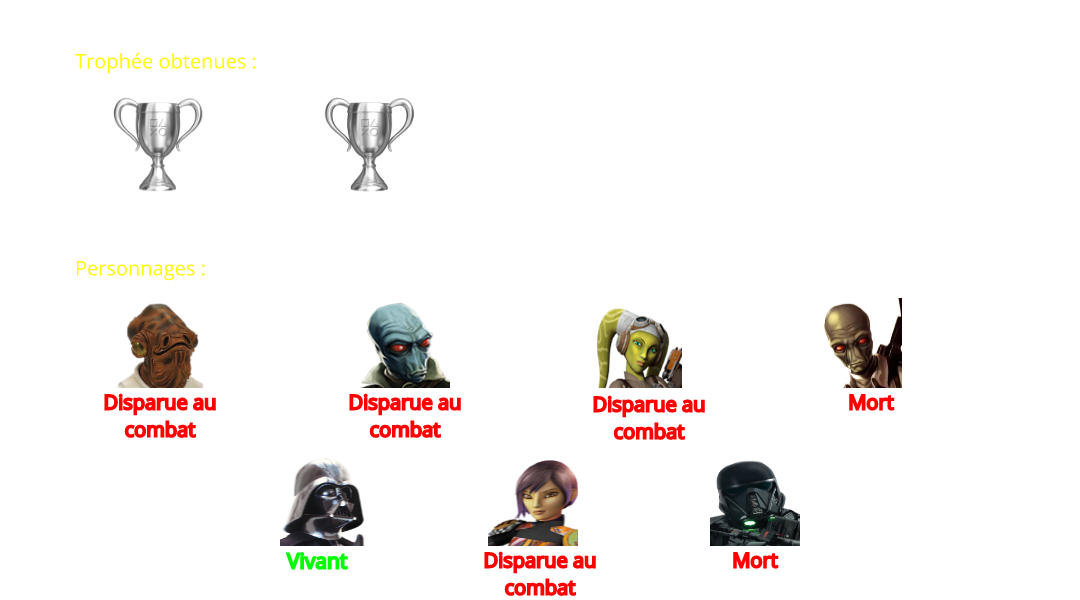 Trophée obtenues :
Personnages :
Disparue au
combat
Disparue au
combat
Disparue au
combat
Mort
Vivant
Disparue au
combat
Mort